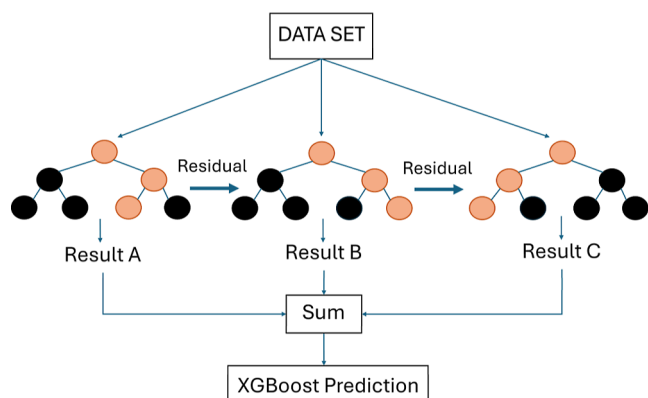 DATA SET
Residual
Residual
Result A
Result B
Result C
Sum
XGBoost Prediction